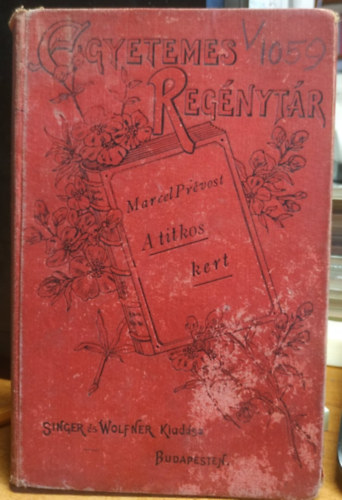 EGYETEMES V 1059
REGÉNYTÁR
Marcel Prévost
A titkos
kert
SINGER és WOLFNER Kiadása
BUDAPESTEN.